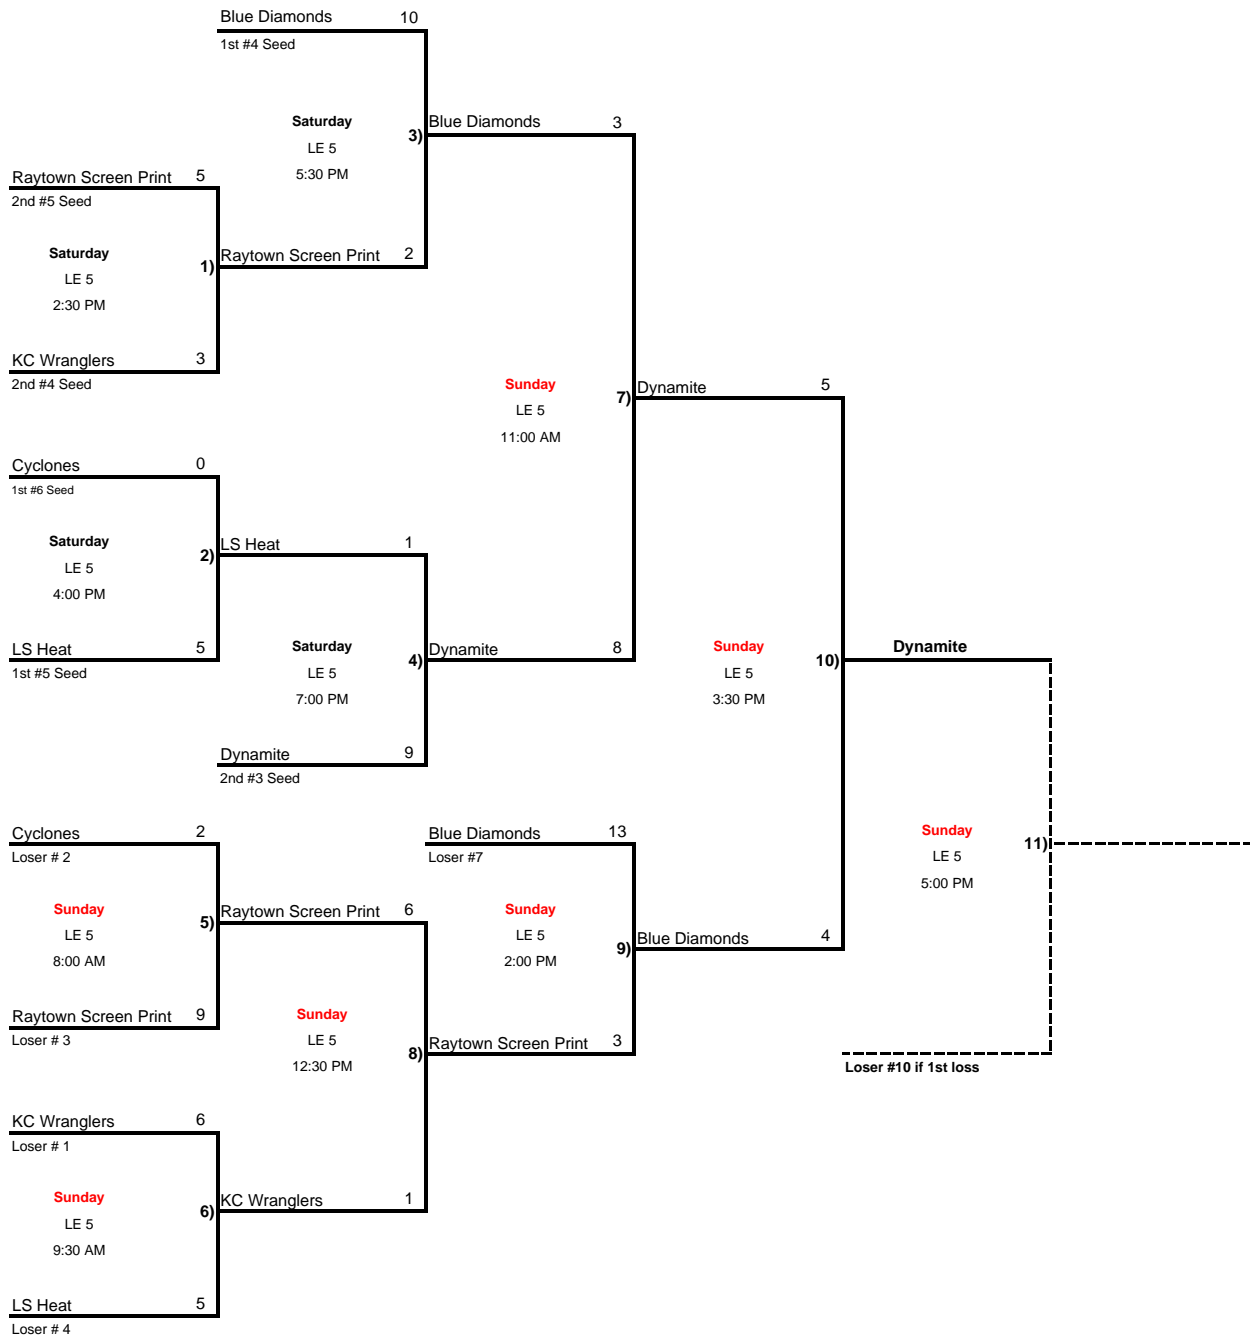 Blue Diamonds 10
1st #4 Seed
Saturday
3)
Blue Diamonds 3
LE 5
5:30 PM
Raytown Screen Print 5
2nd #5 Seed
Saturday
1)
Raytown Screen Print 2
LE 5
2:30 PM
KC Wranglers 3
2nd #4 Seed
Sunday
7)
Dynamite 5
LE 5
11:00 AM
Cyclones 0
1st #6 Seed
Saturday
2)
LS Heat 1
LE 5
4:00 PM
LS Heat 5
1st #5 Seed
Saturday
4)
Dynamite 8
LE 5
7:00 PM
Sunday
10)
Dynamite
LE 5
3:30 PM
Dynamite 9
2nd #3 Seed
Cyclones 2
Loser # 2
Blue Diamonds 13
Loser #7
Sunday
11)
LE 5
5:00 PM
Sunday
5)
Raytown Screen Print 6
LE 5
8:00 AM
Sunday
9)
Blue Diamonds 4
LE 5
2:00 PM
Raytown Screen Print 9
Loser # 3
Sunday
8)
Raytown Screen Print 3
LE 5
12:30 PM
Loser #10 if 1st loss
KC Wranglers 6
Loser # 1
Sunday
6)
KC Wranglers 1
LE 5
9:30 AM
LS Heat 5
Loser # 4